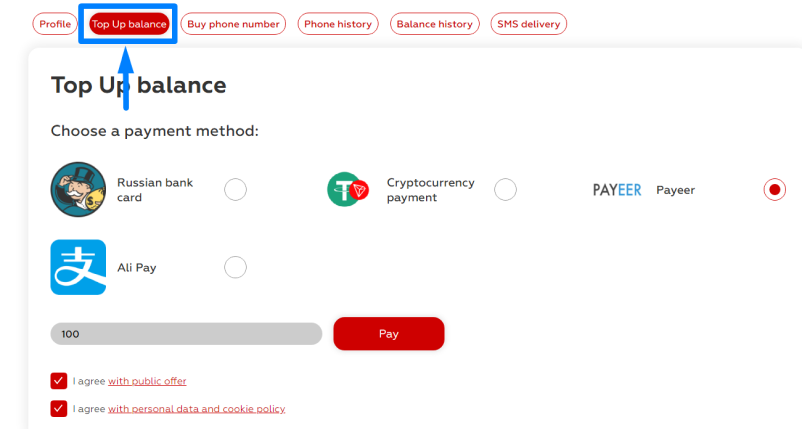 Profile Top Up balance Buy phone number Phone history Balance history SMS delivery
Top Up balance
Choose a payment method:
Russian bank
card
Cryptocurrency
payment
PAYEER Payeer
支 Ali Pay
100 Pay
I agree with public offer
I agree with personal data and cookie policy